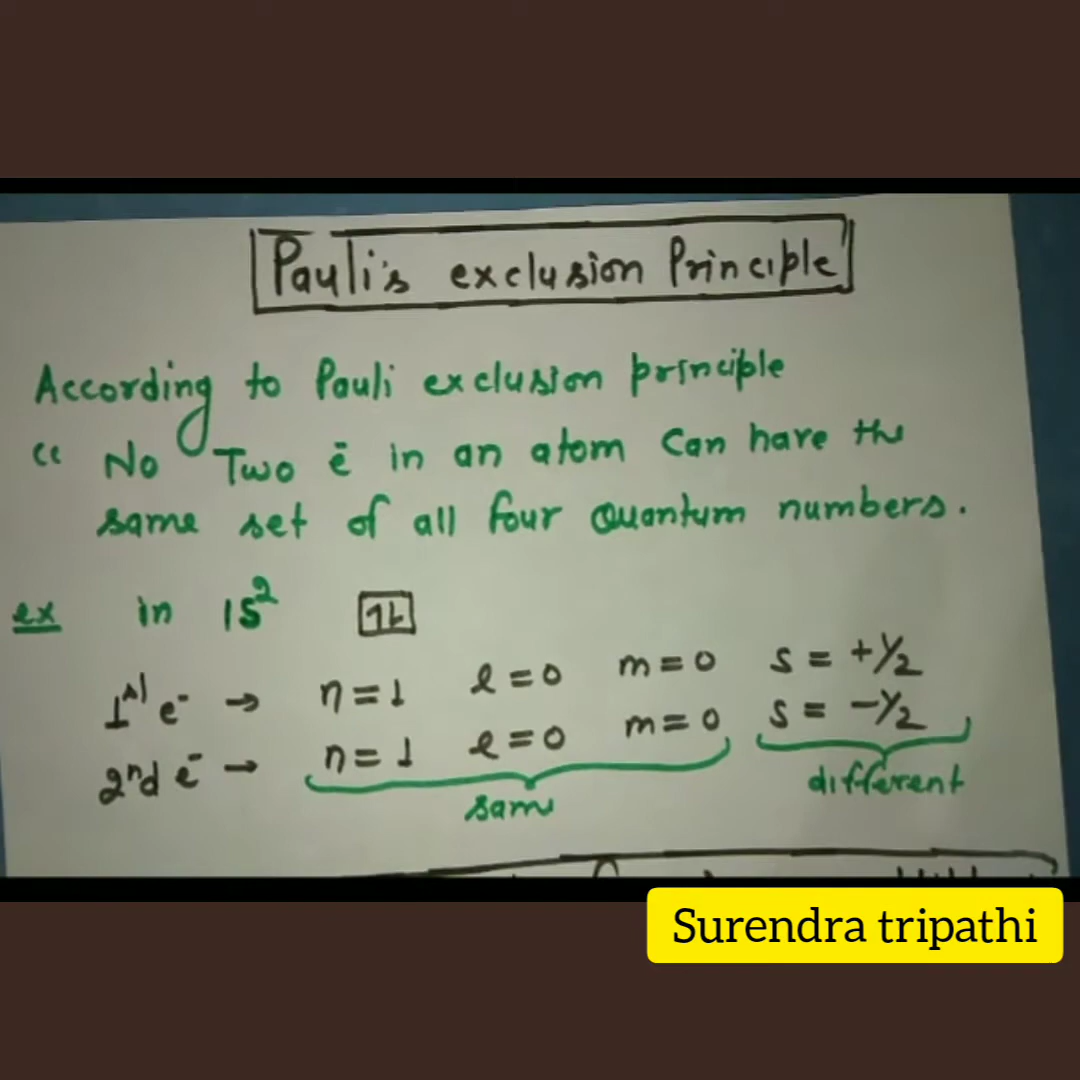 Pauli's exclusion Principle
According to Pauli exclusion principle
“ No Two ē in an atom Can have the
same set of all four Quantum numbers.
ex in 1S² 1L
1st e⁻ → n = 1 l = 0 m = 0 s = +1/2
2nd e⁻ → n = 1 l = 0 m = 0 s = -1/2
same different
Surendra tripathi